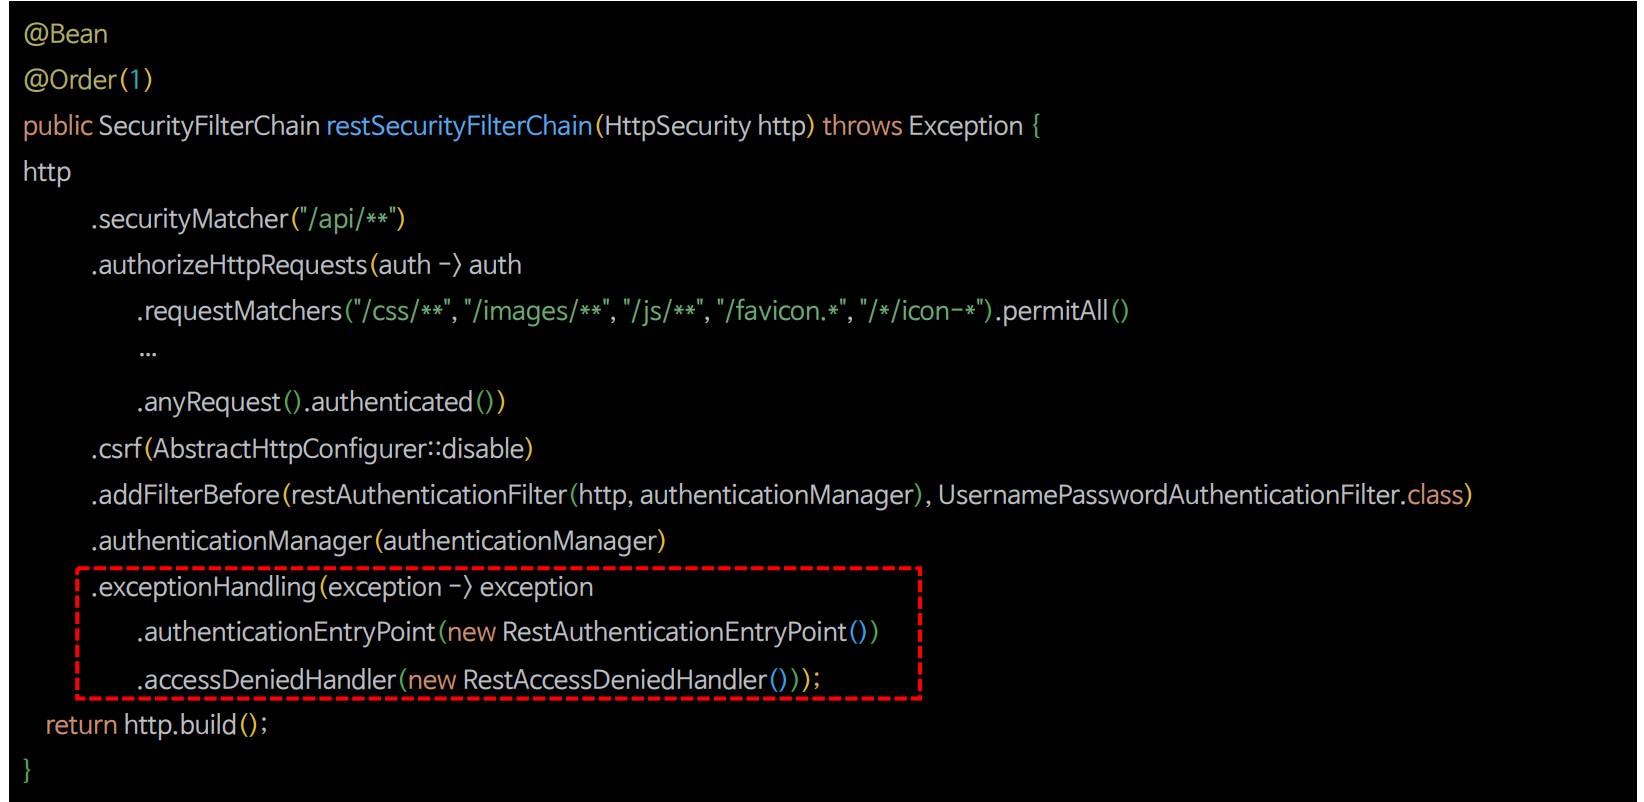 @Bean
@Order(1)
public SecurityFilterChain restSecurityFilterChain(HttpSecurity http) throws Exception {
http
.securityMatcher("/api/**")
.authorizeHttpRequests(auth -> auth
.requestMatchers("/css/**", "/images/**", "/js/**", "/favicon.*", "/*/icon-*").permitAll()
...
.anyRequest().authenticated())
.csrf(AbstractHttpConfigurer::disable)
.addFilterBefore(restAuthenticationFilter(http, authenticationManager), UsernamePasswordAuthenticationFilter.class)
.authenticationManager(authenticationManager)
.exceptionHandling(exception -> exception
.authenticationEntryPoint(new RestAuthenticationEntryPoint())
.accessDeniedHandler(new RestAccessDeniedHandler()));
return http.build();
}